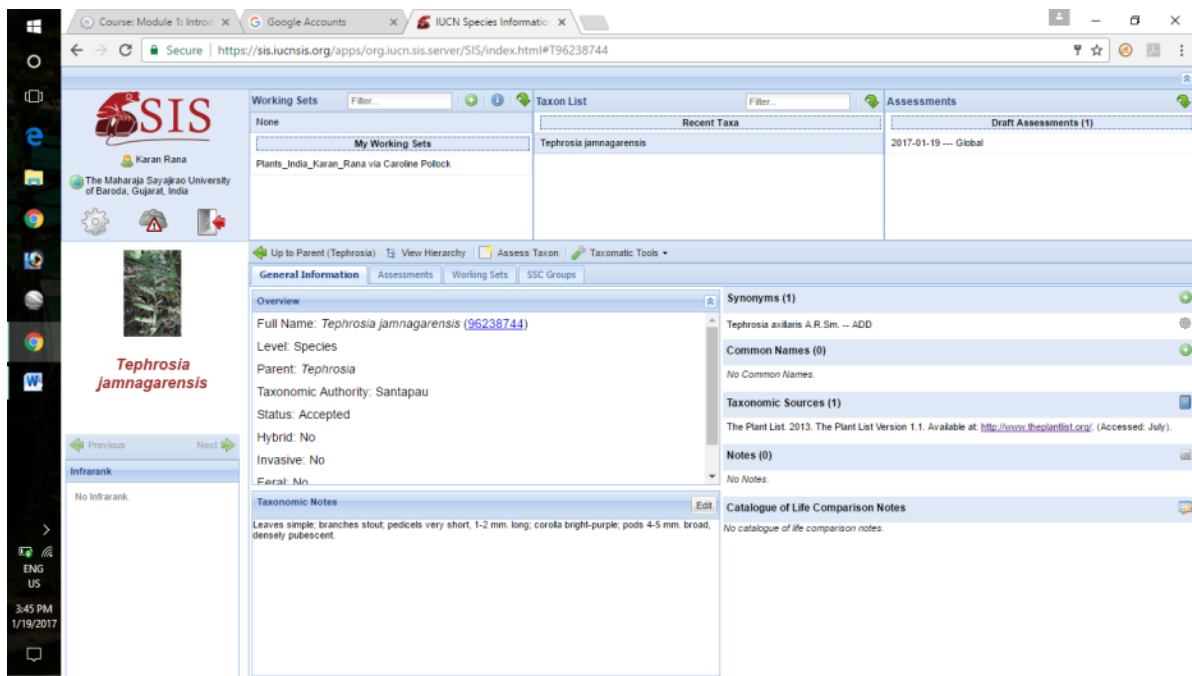 Course: Module 1: Introd
Google Accounts
IUCN Species Informatio
Secure | https://sis.iucnsis.org/apps/org.iucn.sis.server/SIS/index.html#T96238744
SIS
Karan Rana
The Maharaja Sayajirao University
of Baroda, Gujarat, India
Working Sets
Filter...
None
My Working Sets
Plants_India_Karan_Rana via Caroline Pollock
Taxon List
Filter...
Recent Taxa
Tephrosia jamnagarensis
Assessments
Draft Assessments (1)
2017-01-19 --- Global
Up to Parent (Tephrosia)
View Hierarchy
Assess Taxon
Taxomatic Tools
General Information
Assessments
Working Sets
SSC Groups
Tephrosia
jamnagarensis
Previous
Next
Infrarank
No Infrarank.
Overview
Full Name: Tephrosia jamnagarensis (96238744)
Level: Species
Parent: Tephrosia
Taxonomic Authority: Santapau
Status: Accepted
Hybrid: No
Invasive: No
Feral: No
Taxonomic Notes
Edit
Leaves simple; branches stout; pedicels very short, 1-2 mm. long; corolla bright-purple; pods 4-5 mm. broad,
densely pubescent.
Synonyms (1)
Tephrosia axillaris A.R.Sm. -- ADD
Common Names (0)
No Common Names.
Taxonomic Sources (1)
The Plant List. 2013. The Plant List Version 1.1. Available at: http://www.theplantlist.org/. (Accessed: July).
Notes (0)
No Notes.
Catalogue of Life Comparison Notes
No catalogue of life comparison notes.
ENG
US
3:45 PM
1/19/2017